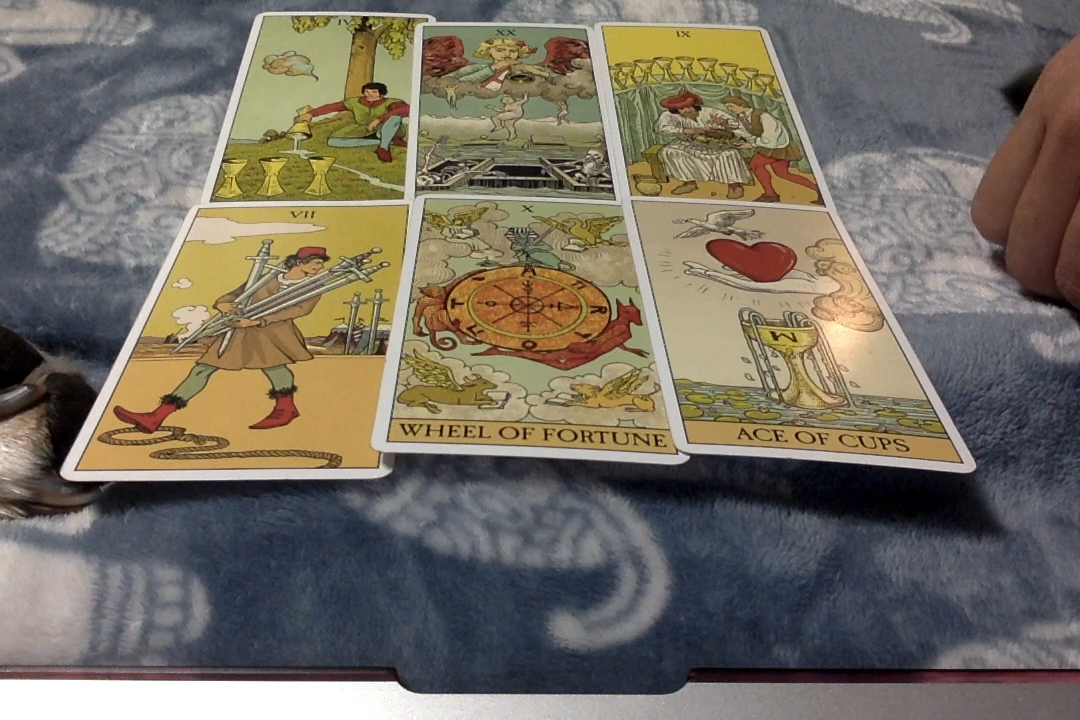 IV
XX
IX
VII
X
T A R O
WHEEL OF FORTUNE
W
ACE OF CUPS